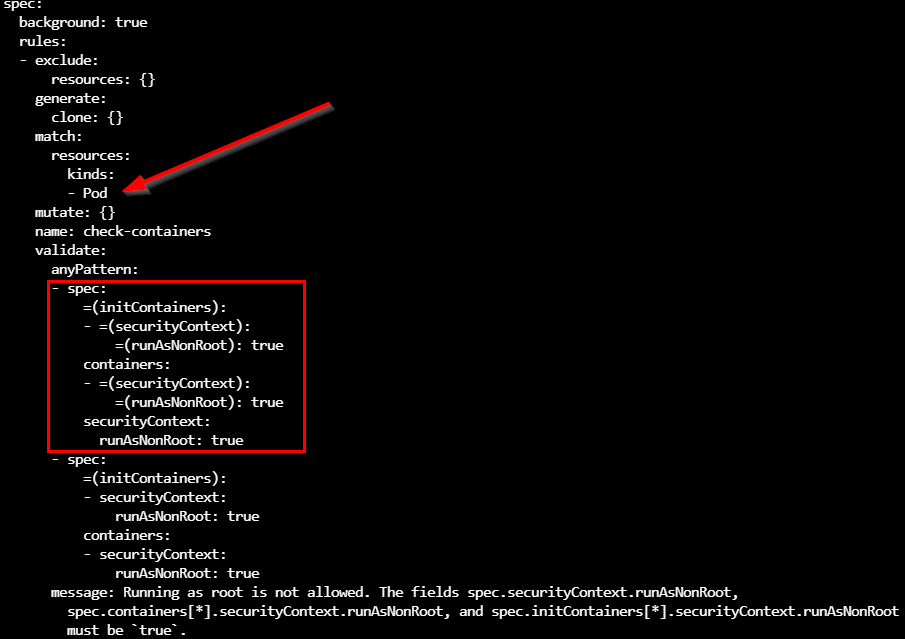 spec:
  background: true
  rules:
  - exclude:
      resources: {}
    generate:
      clone: {}
    match:
      resources:
        kinds:
        - Pod
    mutate: {}
    name: check-containers
    validate:
      anyPattern:
      - spec:
          =(initContainers):
          - =(securityContext):
              =(runAsNonRoot): true
          containers:
          - =(securityContext):
              =(runAsNonRoot): true
          securityContext:
            runAsNonRoot: true
      - spec:
          =(initContainers):
          - securityContext:
              runAsNonRoot: true
          containers:
          - securityContext:
              runAsNonRoot: true
      message: Running as root is not allowed. The fields spec.securityContext.runAsNonRoot,
        spec.containers[*].securityContext.runAsNonRoot, and spec.initContainers[*].securityContext.runAsNonRoot
        must be `true`.